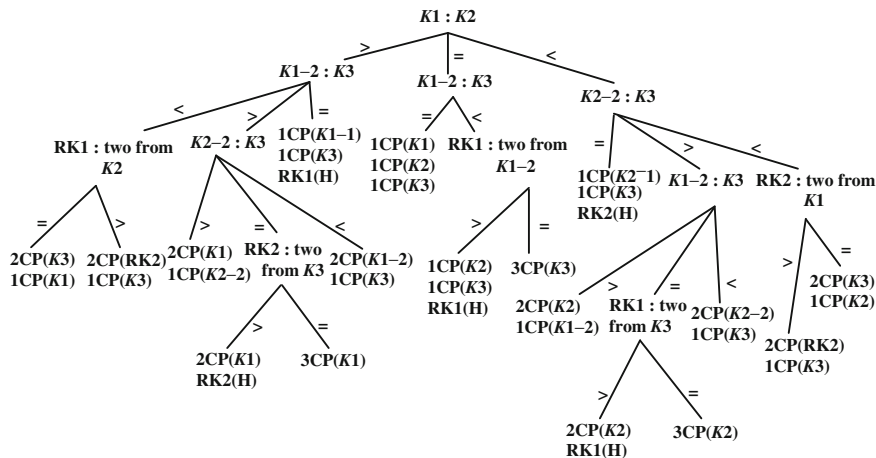 K1 : K2
> = <
K1–2 : K3
K1–2 : K3
K2–2 : K3
< > =
= <
= > <
RK1 : two from
K2
K2–2 : K3
1CP(K1–1)
1CP(K3)
RK1(H)
1CP(K1)
1CP(K2)
1CP(K3)
RK1 : two from
K1–2
1CP(K2–1)
1CP(K3)
RK2(H)
K1–2 : K3
RK2 : two from
K1
= >
> = <
> =
> = <
> =
2CP(K3)
1CP(K1)
2CP(RK2)
1CP(K3)
2CP(K1)
1CP(K2–2)
RK2 : two
from K3
2CP(K1–2)
1CP(K3)
1CP(K2)
1CP(K3)
RK1(H)
3CP(K3)
2CP(K2)
1CP(K1–2)
RK1 : two
from K3
2CP(K2–2)
1CP(K3)
2CP(K3)
1CP(K2)
2CP(RK2)
1CP(K3)
> =
2CP(K1)
RK2(H)
3CP(K1)
> =
2CP(K2)
RK1(H)
3CP(K2)